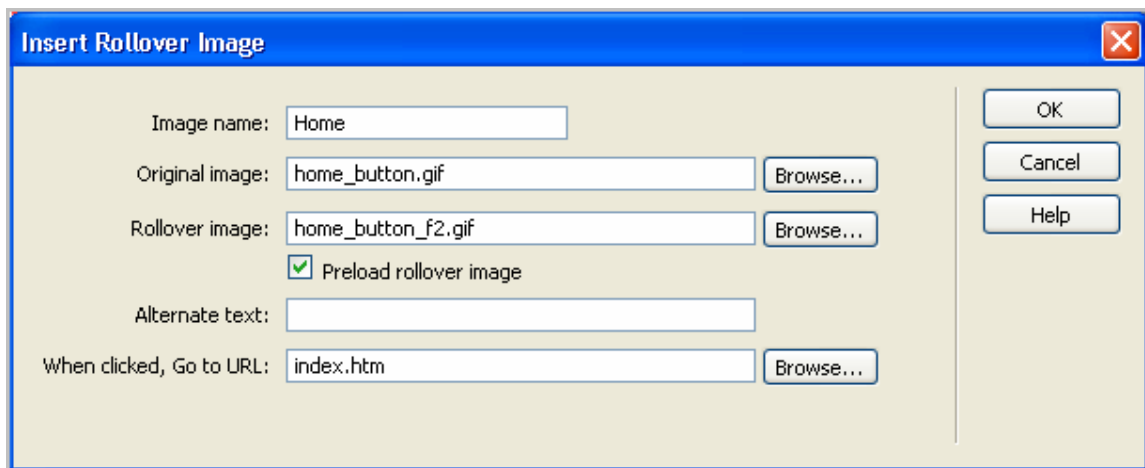 Insert Rollover Image
Image name: Home
OK
Original image: home_button.gif Browse...
Cancel
Rollover image: home_button_f2.gif Browse...
Help
Preload rollover image
Alternate text:
When clicked, Go to URL: index.htm Browse...